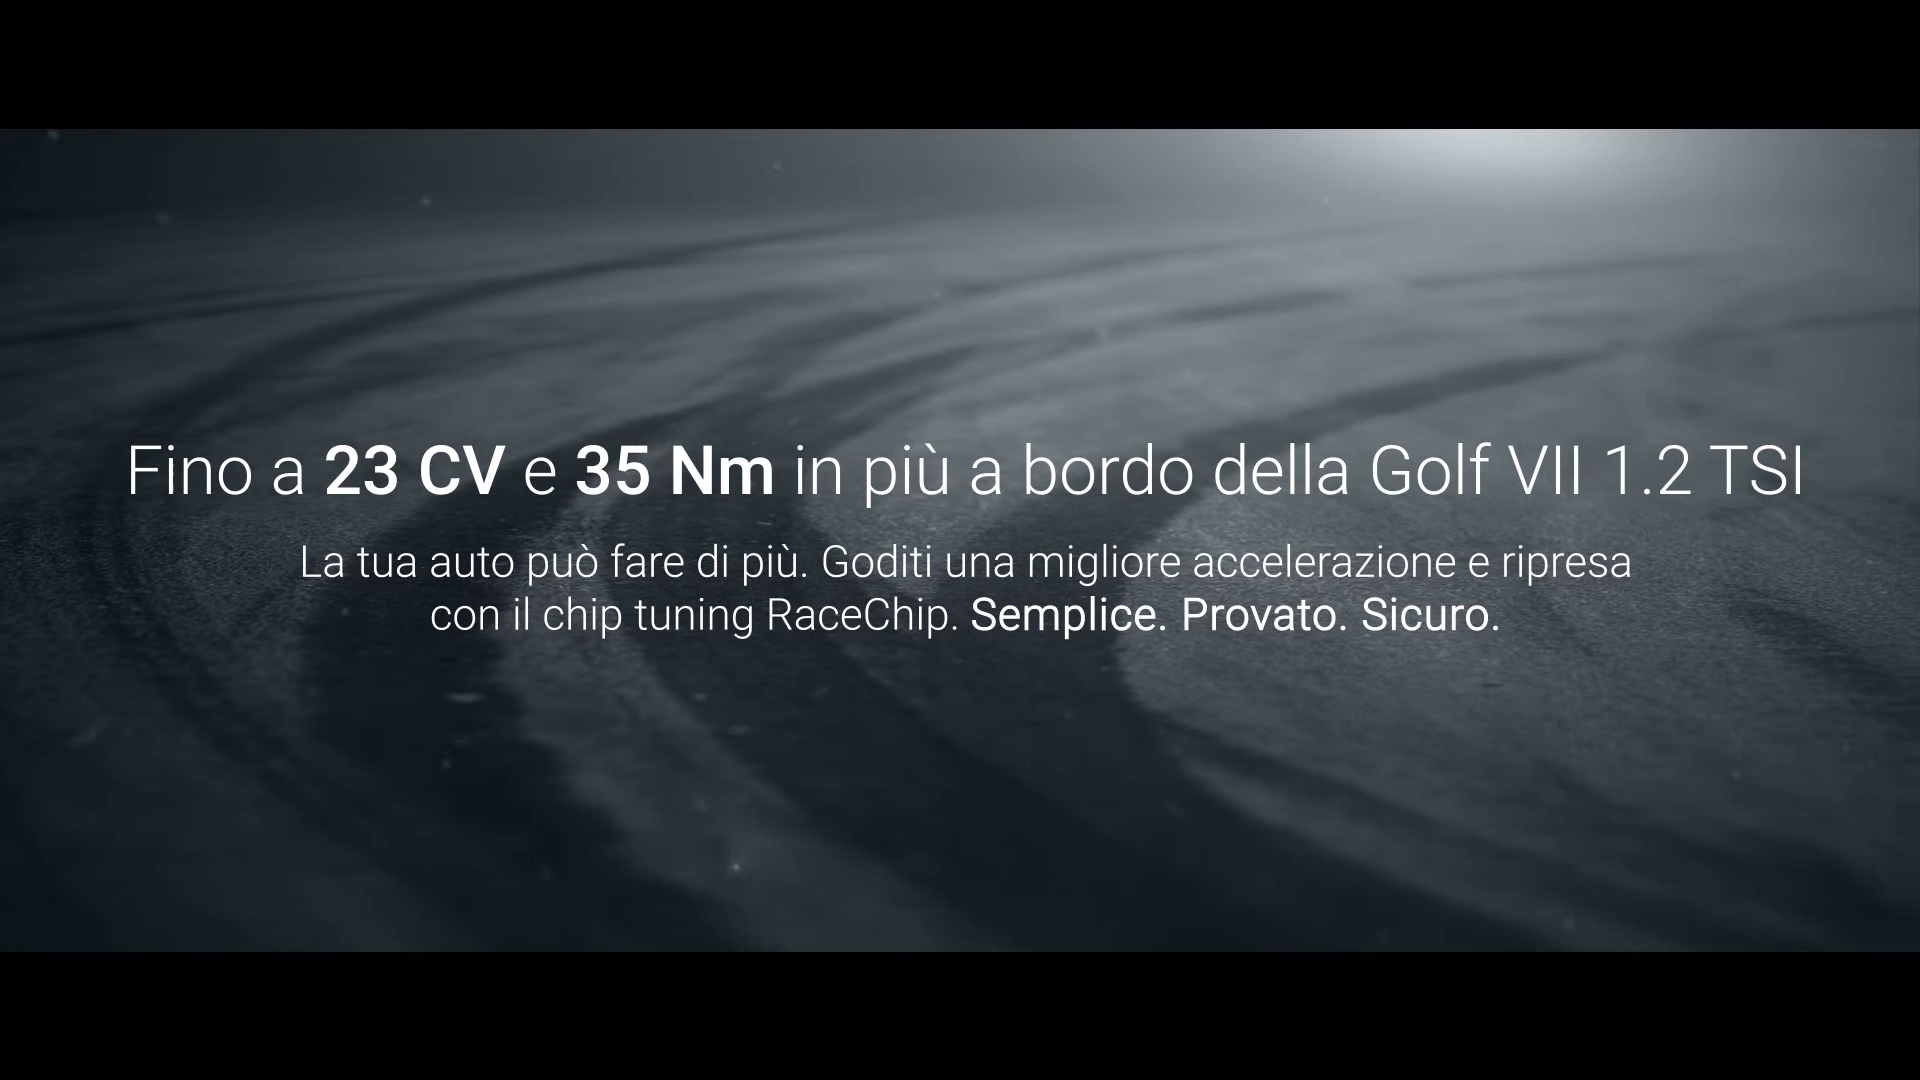 Fino a 23 CV e 35 Nm in più a bordo della Golf VII 1.2 TSI
La tua auto può fare di più. Goditi una migliore accelerazione e ripresa
con il chip tuning RaceChip. Semplice. Provato. Sicuro.